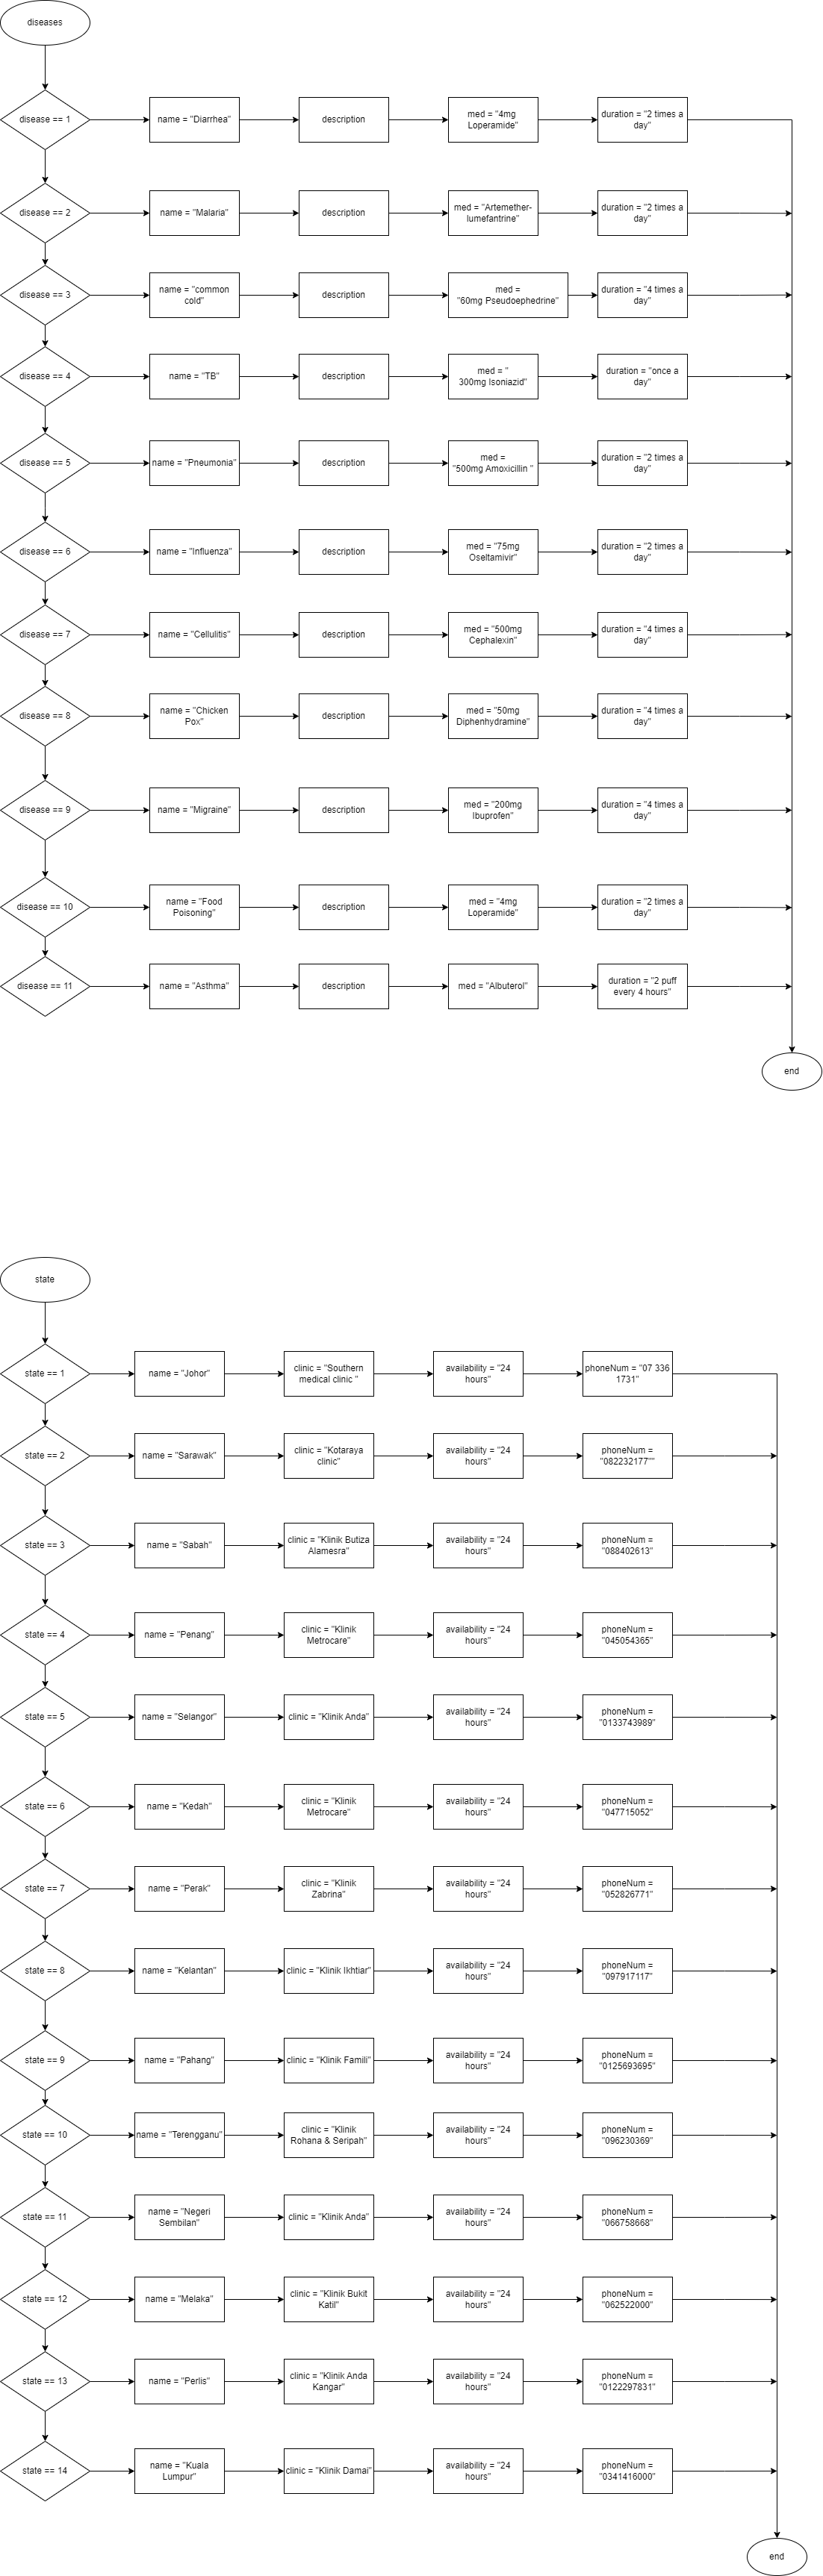 diseases
disease == 1
name = "Diarrhea"
description
med = "4mg
Loperamide"
duration = "2 times a
day"
disease == 2
name = "Malaria"
description
med = "Artemether-
lumefantrine"
duration = "2 times a
day"
disease == 3
name = "common
cold"
description
med =
"60mg Pseudoephedrine"
duration = "4 times a
day"
disease == 4
name = "TB"
description
med = "
300mg Isoniazid"
duration = "once a
day"
disease == 5
name = "Pneumonia"
description
med =
"500mg Amoxicillin "
duration = "2 times a
day"
disease == 6
name = "Influenza"
description
med = "75mg
Oseltamivir"
duration = "2 times a
day"
disease == 7
name = "Cellulitis"
description
med = "500mg
Cephalexin"
duration = "4 times a
day"
disease == 8
name = "Chicken
Pox"
description
med = "50mg
Diphenhydramine"
duration = "4 times a
day"
disease == 9
name = "Migraine"
description
med = "200mg
Ibuprofen"
duration = "4 times a
day"
disease == 10
name = "Food
Poisoning"
description
med = "4mg
Loperamide"
duration = "2 times a
day"
disease == 11
name = "Asthma"
description
med = "Albuterol"
duration = "2 puff
every 4 hours"
end
state
state == 1
name = "Johor"
clinic = "Southern
medical clinic "
availability = "24
hours"
phoneNum = "07 336
1731"
state == 2
name = "Sarawak"
clinic = "Kotaraya
clinic"
availability = "24
hours"
phoneNum =
"082232177""
state == 3
name = "Sabah"
clinic = "Klinik Butiza
Alamesra"
availability = "24
hours"
phoneNum =
"088402613"
state == 4
name = "Penang"
clinic = "Klinik
Metrocare"
availability = "24
hours"
phoneNum =
"045054365"
state == 5
name = "Selangor"
clinic = "Klinik Anda"
availability = "24
hours"
phoneNum =
"0133743989"
state == 6
name = "Kedah"
clinic = "Klinik
Metrocare"
availability = "24
hours"
phoneNum =
"047715052"
state == 7
name = "Perak"
clinic = "Klinik
Zabrina"
availability = "24
hours"
phoneNum =
"052826771"
state == 8
name = "Kelantan"
clinic = "Klinik Ikhtiar"
availability = "24
hours"
phoneNum =
"097917117"
state == 9
name = "Pahang"
clinic = "Klinik Famili"
availability = "24
hours"
phoneNum =
"0125693695"
state == 10
name = "Terengganu"
clinic = "Klinik
Rohana & Seripah"
availability = "24
hours"
phoneNum =
"096230369"
state == 11
name = "Negeri
Sembilan"
clinic = "Klinik Anda"
availability = "24
hours"
phoneNum =
"066758668"
state == 12
name = "Melaka"
clinic = "Klinik Bukit
Katil"
availability = "24
hours"
phoneNum =
"062522000"
state == 13
name = "Perlis"
clinic = "Klinik Anda
Kangar"
availability = "24
hours"
phoneNum =
"0122297831"
state == 14
name = "Kuala
Lumpur"
clinic = "Klinik Damai"
availability = "24
hours"
phoneNum =
"0341416000"
end